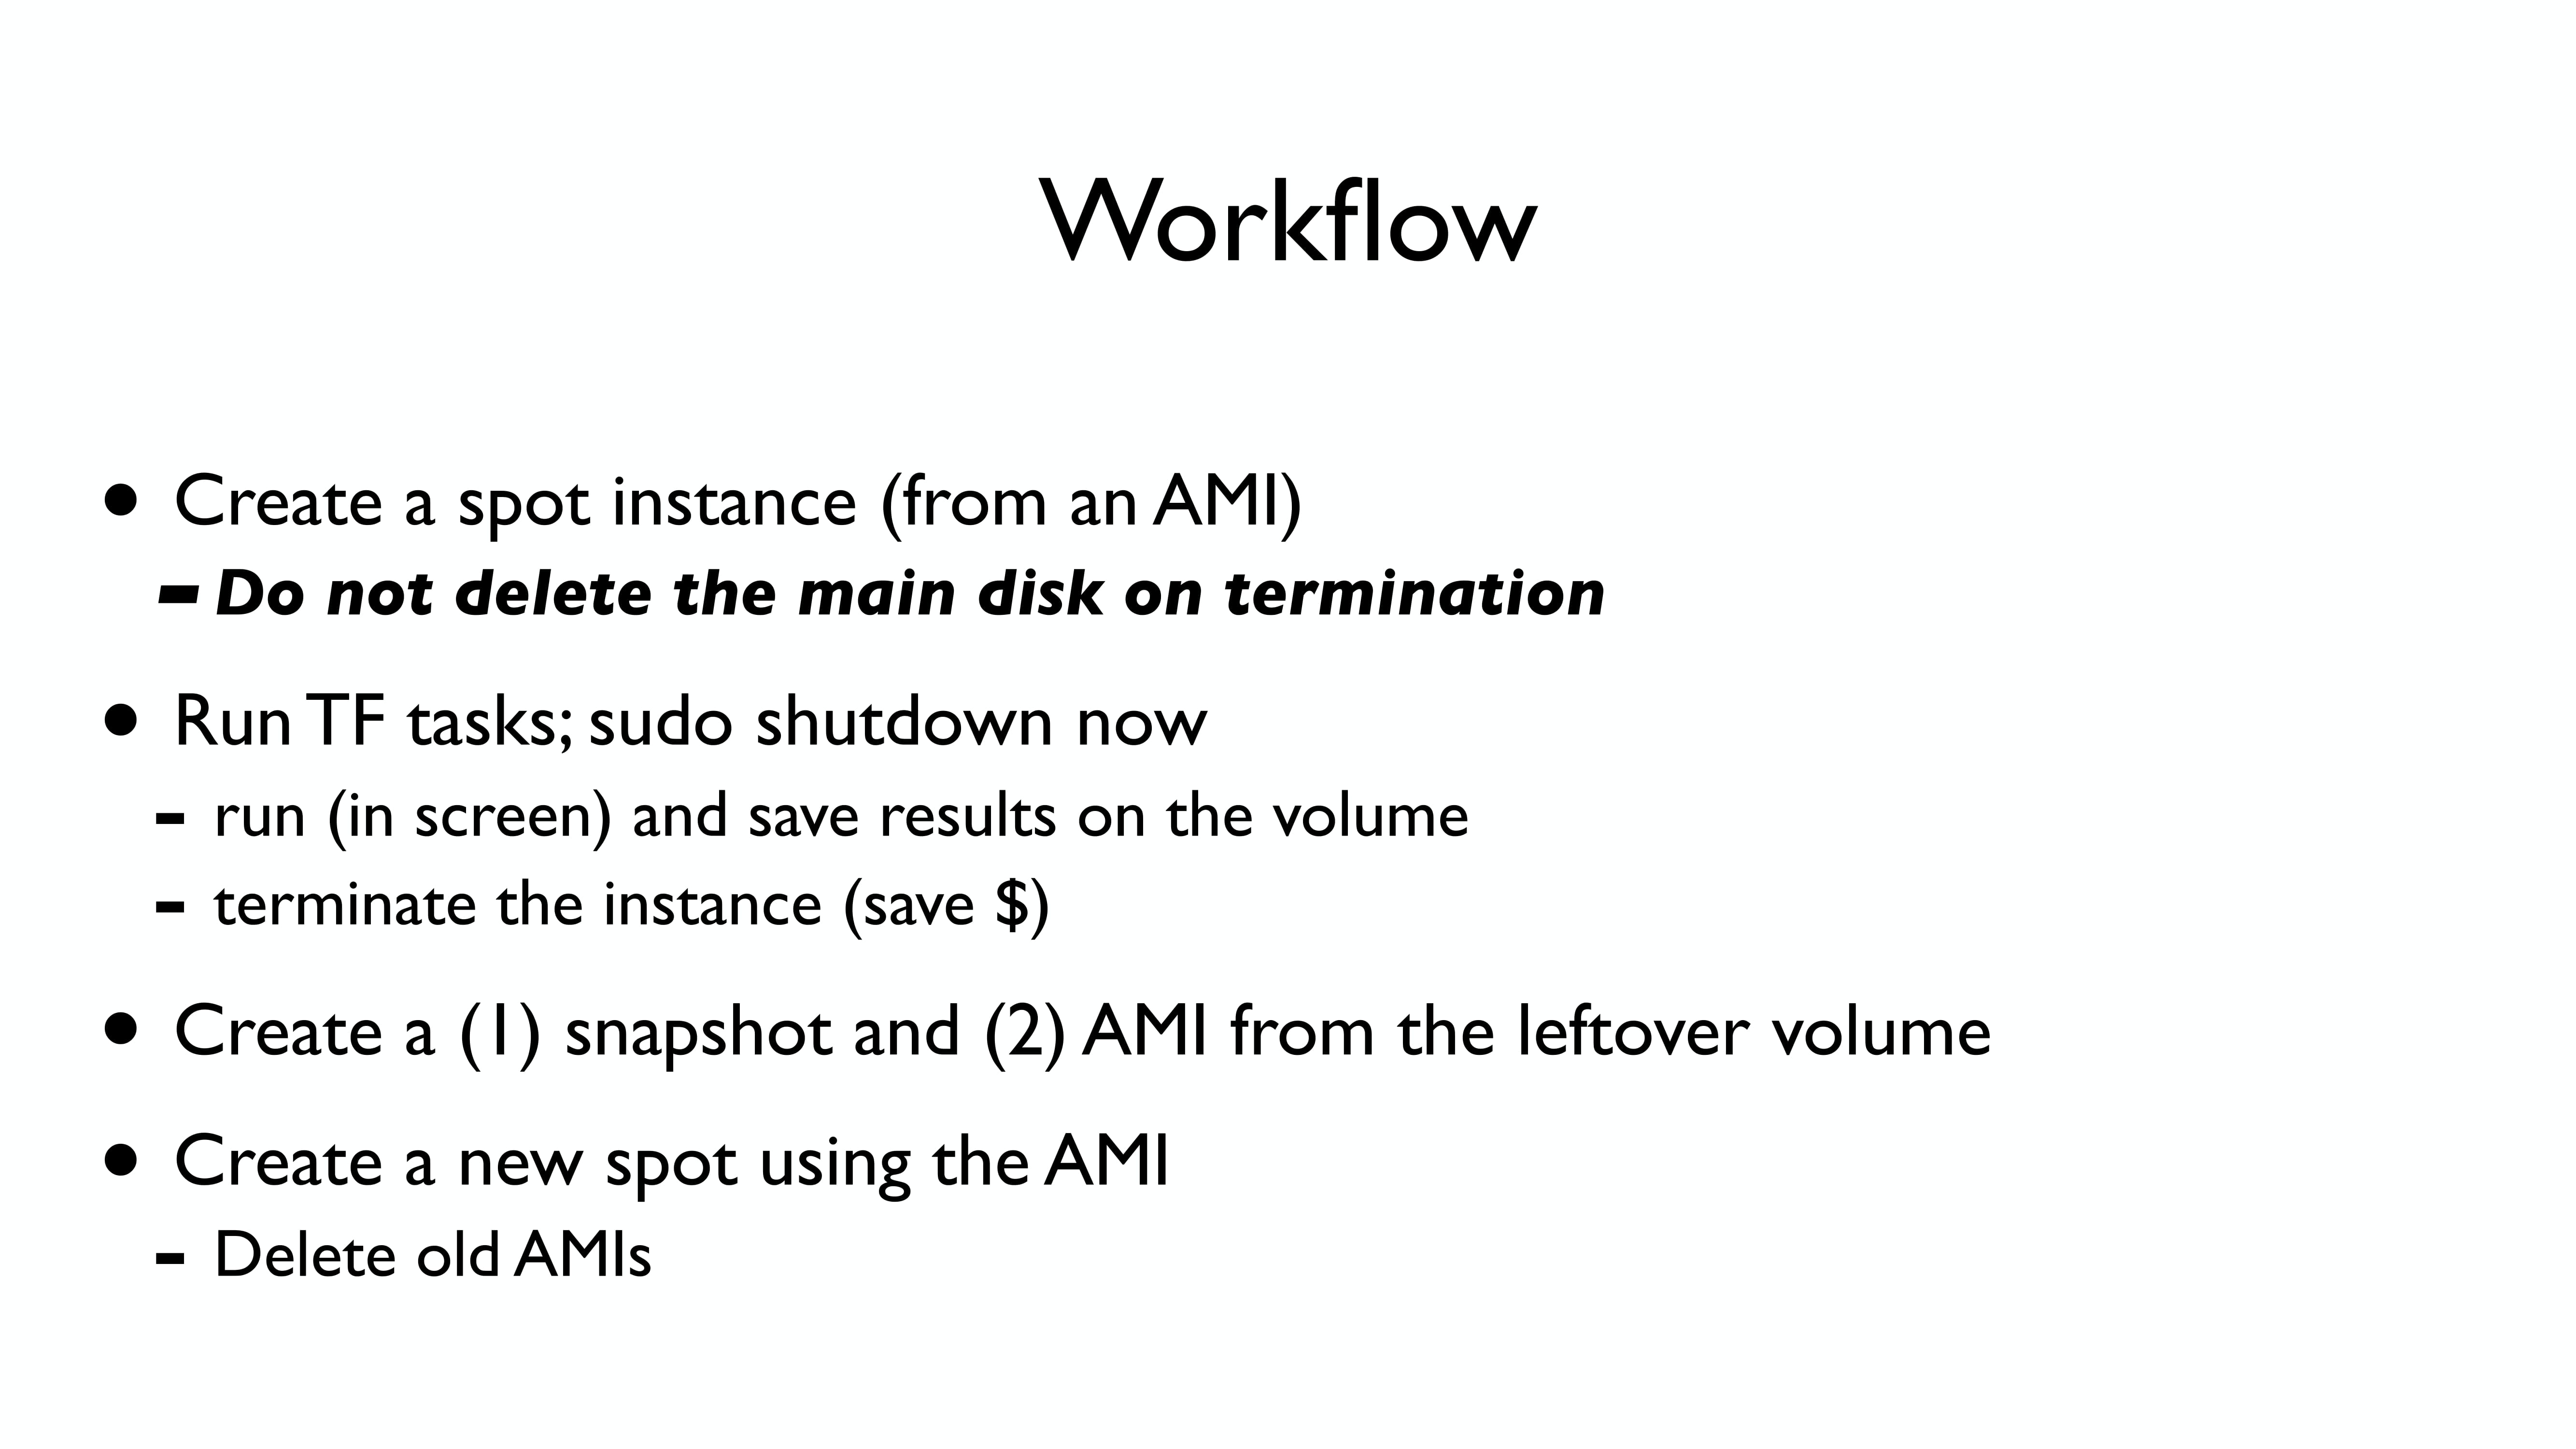 Workflow
• Create a spot instance (from an AMI)
- Do not delete the main disk on termination
• Run TF tasks; sudo shutdown now
- run (in screen) and save results on the volume
- terminate the instance (save $)
• Create a (1) snapshot and (2) AMI from the leftover volume
• Create a new spot using the AMI
- Delete old AMIs